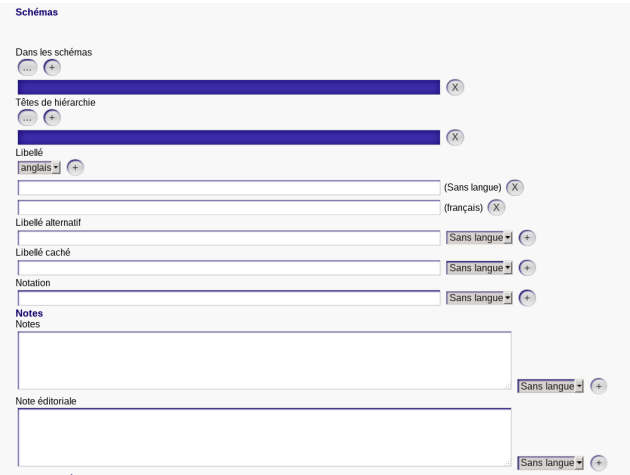 Schémas
Dans les schémas
... +
X
Têtes de hiérarchie
... +
X
Libellé
anglais +
(Sans langue) X
(français) X
Libellé alternatif
Sans langue +
Libellé caché
Sans langue +
Notation
Sans langue +
Notes
Notes
Sans langue +
Note éditoriale
Sans langue +